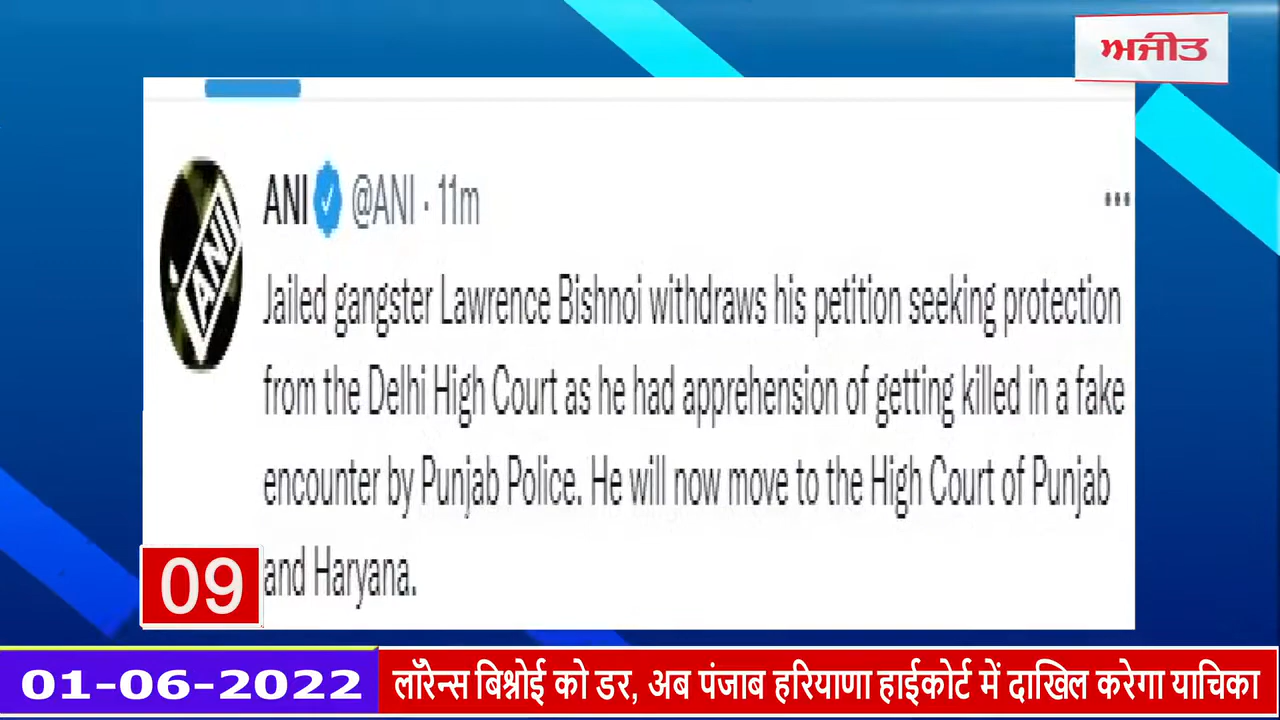 ਅਜੀਤ
ANI @ANI · 11m
Jailed gangster Lawrence Bishnoi withdraws his petition seeking protection
from the Delhi High Court as he had apprehension of getting killed in a fake
encounter by Punjab Police. He will now move to the High Court of Punjab
and Haryana.
ANI
09
01-06-2022
लॉरेन्स बिश्नोई को डर, अब पंजाब हरियाणा हाईकोर्ट में दाखिल करेगा याचिका